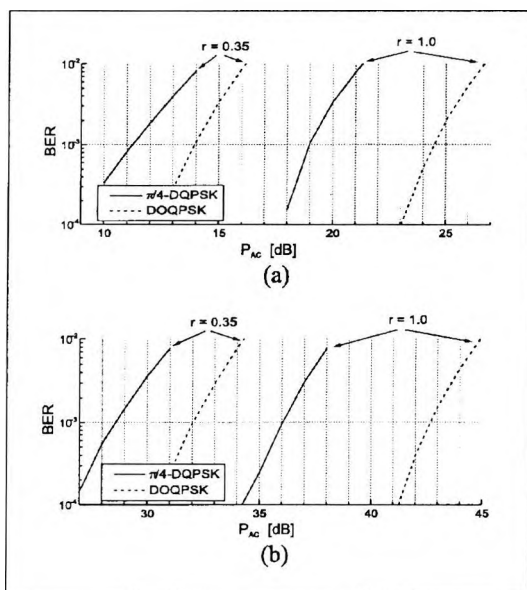 r = 0.35
r = 1.0
BER
10⁻²
10⁻³
10⁻⁴
π/4-DQPSK
DOQPSK
10
15
20
25
P_AC [dB]
(a)
r = 0.35
r = 1.0
BER
10⁻²
10⁻³
10⁻⁴
π/4-DQPSK
DOQPSK
30
35
40
45
P_AC [dB]
(b)